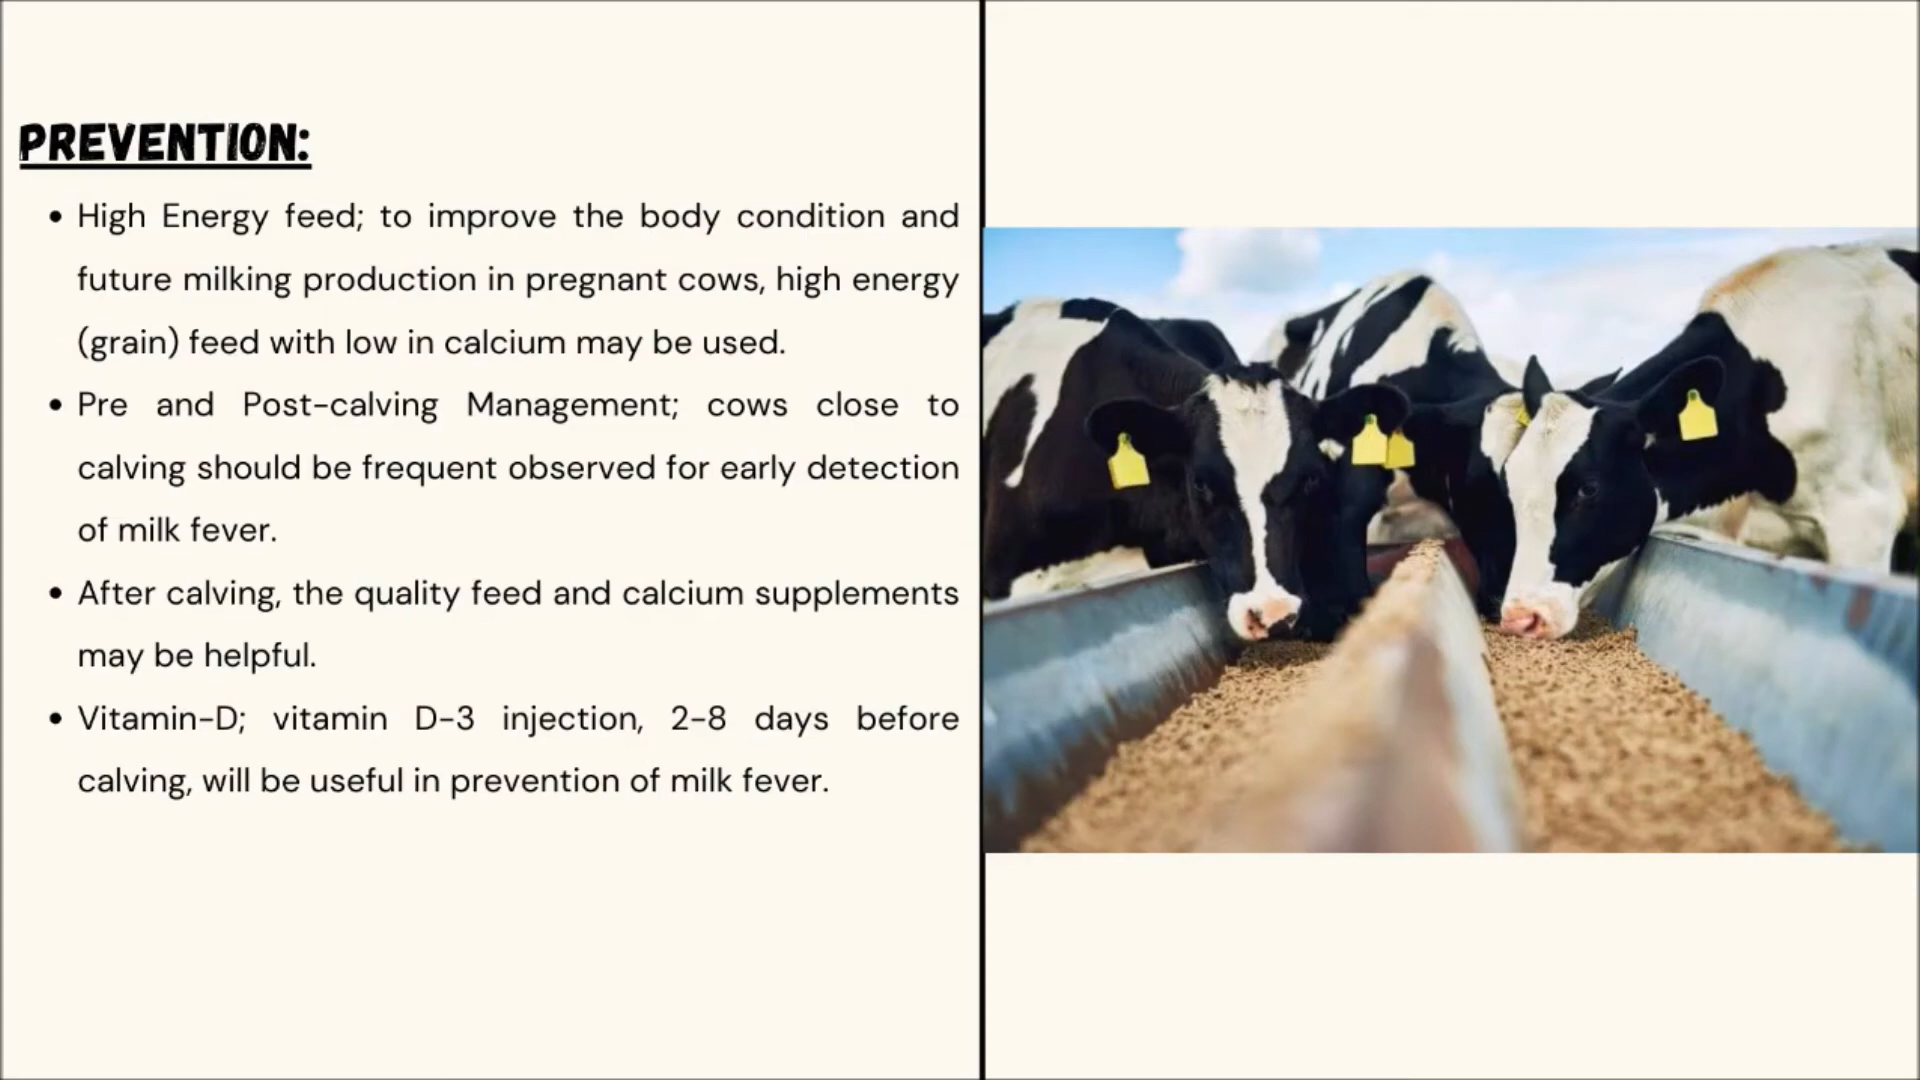 PREVENTION:
• High Energy feed; to improve the body condition and
future milking production in pregnant cows, high energy
(grain) feed with low in calcium may be used.
• Pre and Post-calving Management; cows close to
calving should be frequent observed for early detection
of milk fever.
• After calving, the quality feed and calcium supplements
may be helpful.
• Vitamin-D; vitamin D-3 injection, 2-8 days before
calving, will be useful in prevention of milk fever.